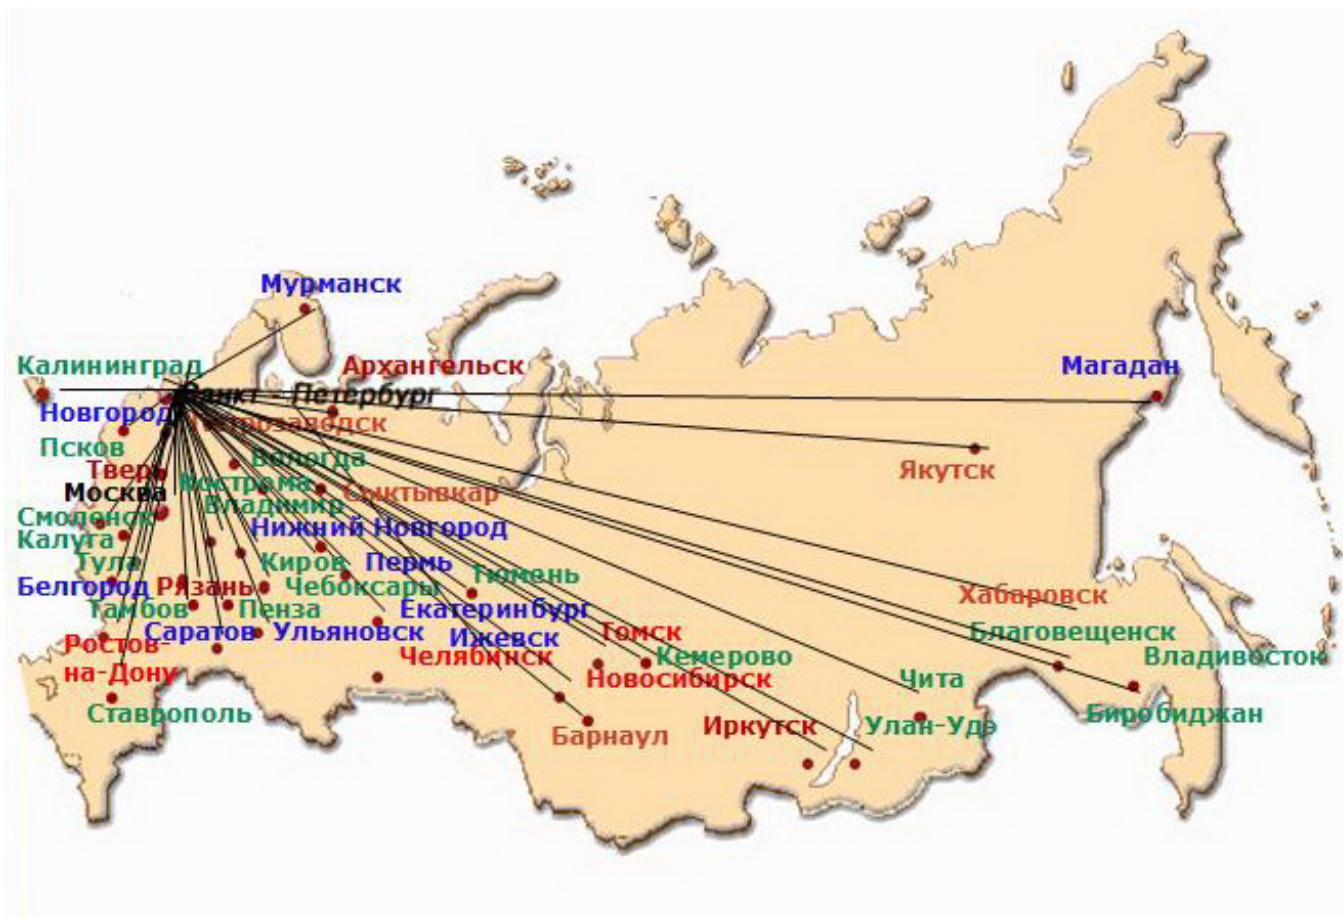 Мурманск
Калининград
Архангельск
Магадан
Санкт - Петербург
Новгород
Петрозаводск
Псков
Вологда
Тверь
Якутск
Москва
Кострома
Сыктывкар
Владимир
Смоленск
Нижний Новгород
Калуга
Тула
Киров
Пермь
Тюмень
Белгород
Рязань
Чебоксары
Хабаровск
Тамбов
Пенза
Екатеринбург
Саратов
Ульяновск
Ижевск
Томск
Благовещенск
Ростов-
на-Дону
Челябинск
Кемерово
Владивосток
Новосибирск
Чита
Ставрополь
Барнаул
Иркутск
Улан-Удэ
Биробиджан